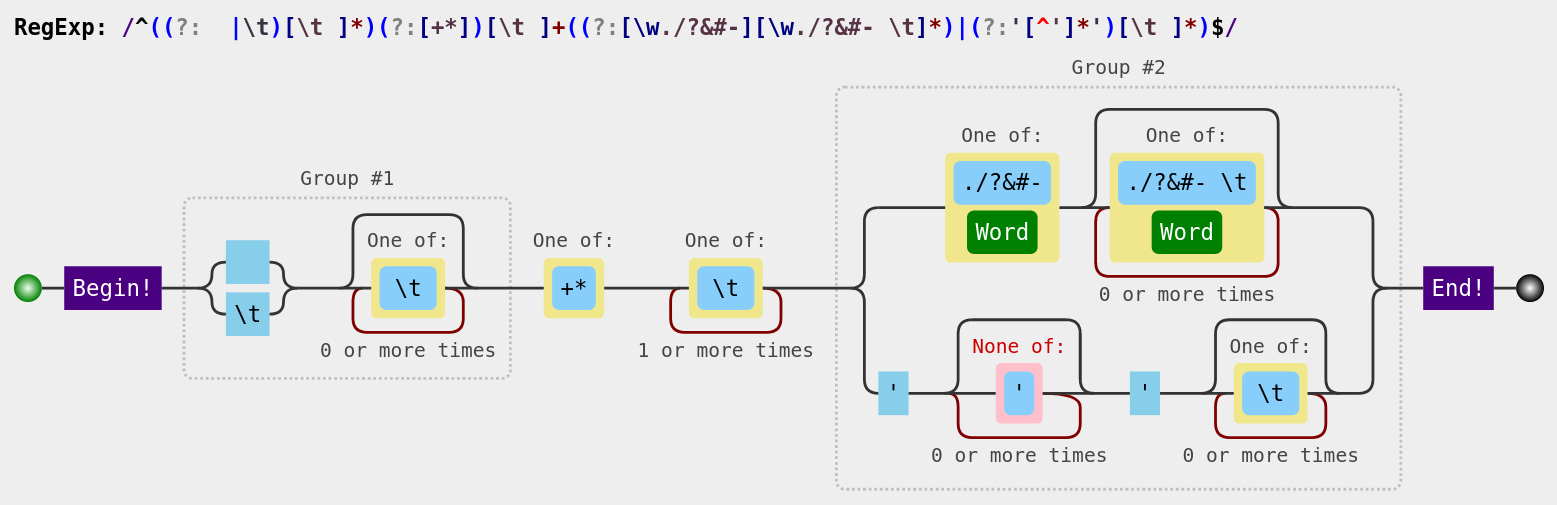 RegExp: /^((?:  |\t)[\t ]*)(?:[+*])[\t ]+((?:[\w./?&#-][\w./?&#- \t]*)|(?:'[^']*')[\t ]*)$/
Group #2
One of:
One of:
./?&#-
./?&#- \t
Group #1
Word
Word
One of:
One of:
One of:
Begin!
\t
+*
\t
End!
\t
0 or more times
0 or more times
1 or more times
None of:
One of:
'
'
'
\t
0 or more times
0 or more times